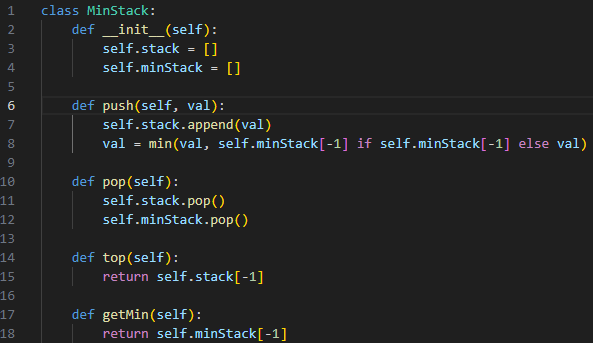 1 class MinStack:
2     def __init__(self):
3         self.stack = []
4         self.minStack = []
5
6     def push(self, val):
7         self.stack.append(val)
8         val = min(val, self.minStack[-1] if self.minStack[-1] else val)
9
10     def pop(self):
11         self.stack.pop()
12         self.minStack.pop()
13
14     def top(self):
15         return self.stack[-1]
16
17     def getMin(self):
18         return self.minStack[-1]